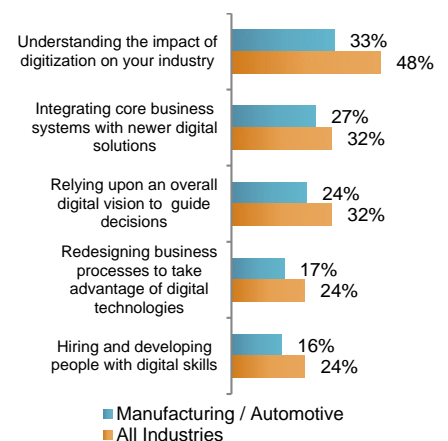 Understanding the impact of
digitization on your industry
33%
48%
Integrating core business
systems with newer digital
solutions
27%
32%
Relying upon an overall
digital vision to guide
decisions
24%
32%
Redesigning business
processes to take
advantage of digital
technologies
17%
24%
Hiring and developing
people with digital skills
16%
24%
Manufacturing / Automotive
All Industries